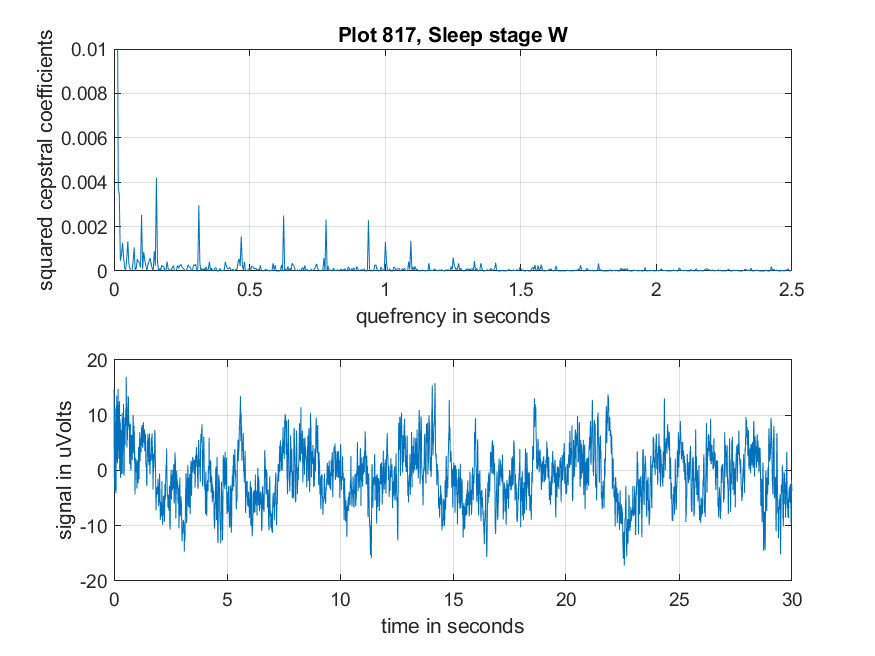 Plot 817, Sleep stage W
squared cepstral coefficients
0.01
0.008
0.006
0.004
0.002
0
0 0.5 1 1.5 2 2.5
quefrency in seconds
signal in uVolts
20
10
0
-10
-20
0 5 10 15 20 25 30
time in seconds